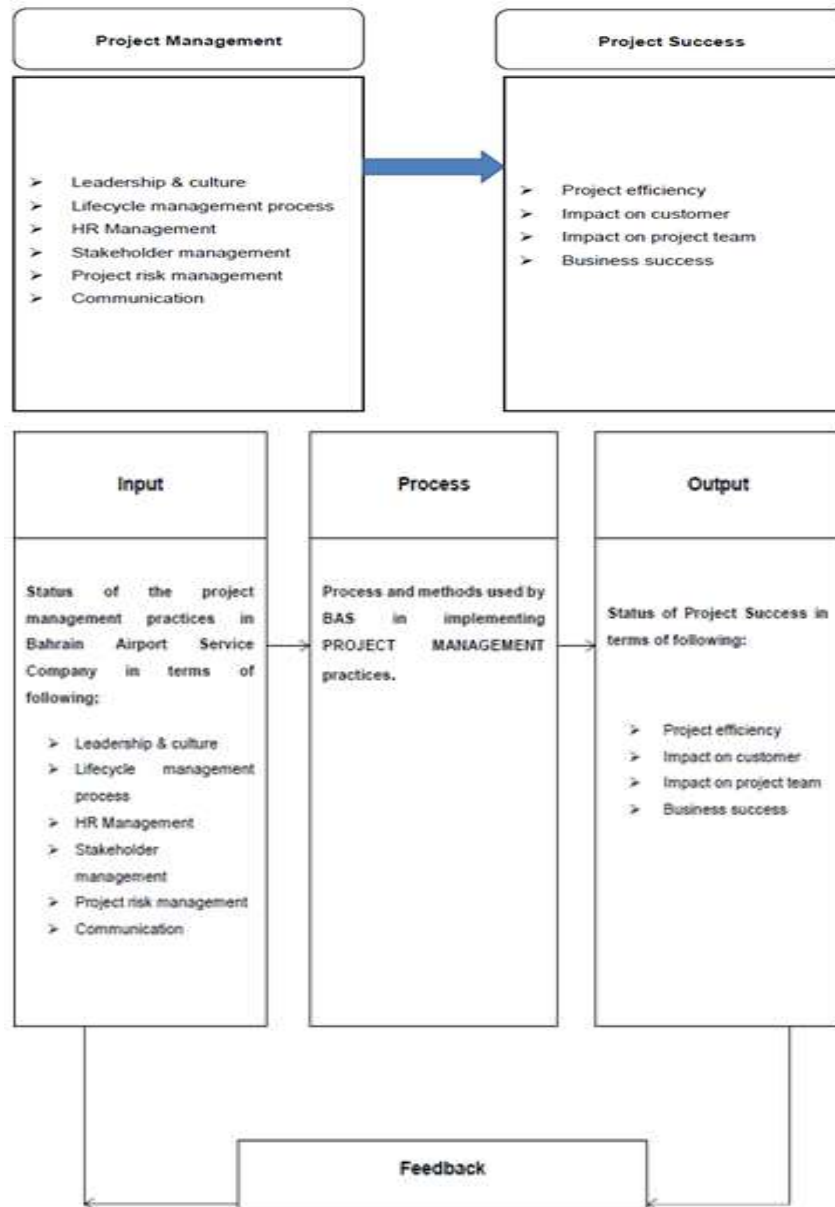 Project Management
Project Success
➢ Leadership & culture
➢ Lifecycle management process
➢ HR Management
➢ Stakeholder management
➢ Project risk management
➢ Communication
➢ Project efficiency
➢ Impact on customer
➢ Impact on project team
➢ Business success
Input
Status of the project
management practices in
Bahrain Airport Service
Company in terms of
following:
➢ Leadership & culture
➢ Lifecycle management
process
➢ HR Management
➢ Stakeholder
management
➢ Project risk management
➢ Communication
Process
Process and methods used by
BAS in implementing
PROJECT MANAGEMENT
practices.
Output
Status of Project Success in
terms of following:
➢ Project efficiency
➢ Impact on customer
➢ Impact on project team
➢ Business success
Feedback